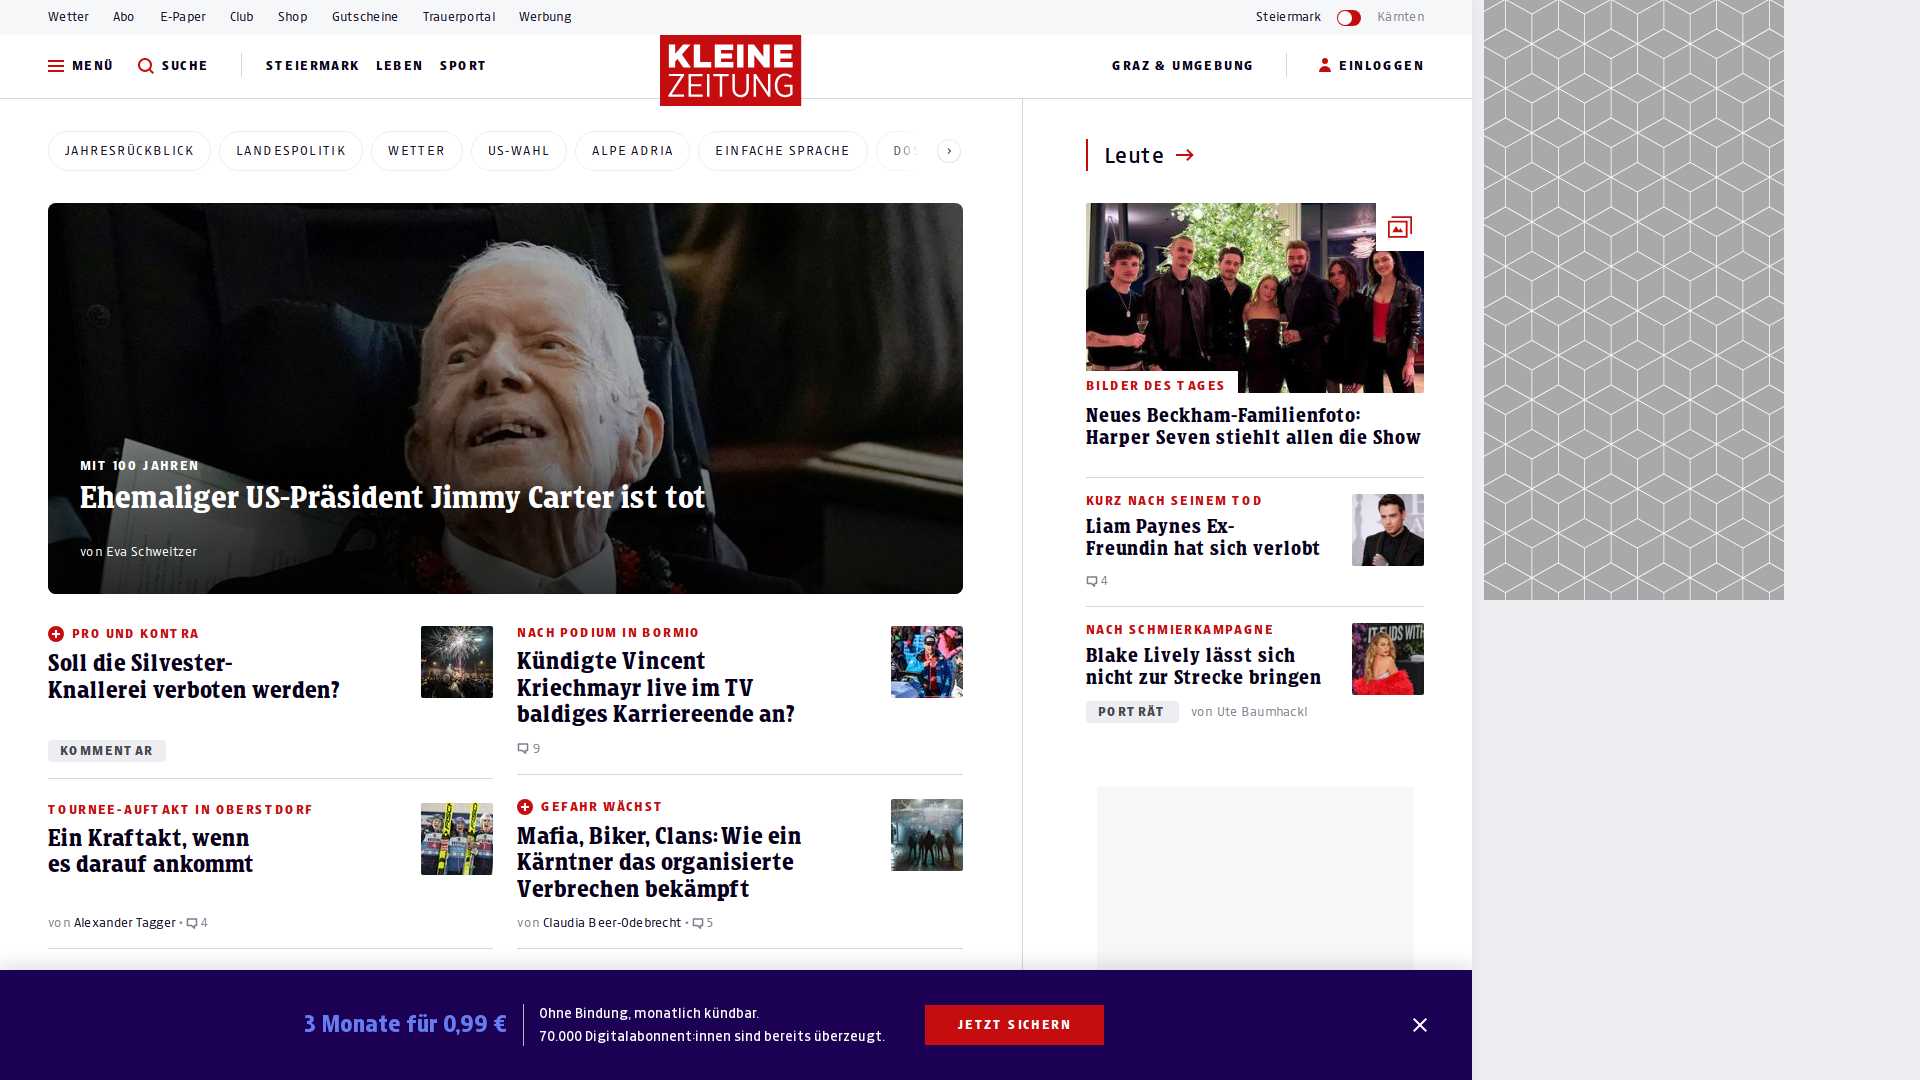 Wetter Abo E-Paper Club Shop Gutscheine Trauerportal Werbung Steiermark Kärnten
MENÜ SUCHE STEIERMARK LEBEN SPORT
KLEINE
ZEITUNG
GRAZ & UMGEBUNG EINLOGGEN
JAHRESRÜCKBLICK LANDESPOLITIK WETTER US-WAHL ALPE ADRIA EINFACHE SPRACHE
MIT 100 JAHREN
Ehemaliger US-Präsident Jimmy Carter ist tot
von Eva Schweitzer
PRO UND KONTRA
Soll die Silvester-
Knallerei verboten werden?
KOMMENTAR
NACH PODIUM IN BORMIO
Kündigte Vincent
Kriechmayr live im TV
baldiges Karriereende an?
9
TOURNEE-AUFTAKT IN OBERSTDORF
Ein Kraftakt, wenn
es darauf ankommt
von Alexander Tagger • 4
GEFAHR WÄCHST
Mafia, Biker, Clans: Wie ein
Kärntner das organisierte
Verbrechen bekämpft
von Claudia Beer-Odebrecht • 5
Leute
BILDER DES TAGES
Neues Beckham-Familienfoto:
Harper Seven stiehlt allen die Show
KURZ NACH SEINEM TOD
Liam Paynes Ex-
Freundin hat sich verlobt
4
NACH SCHMIERKAMPAGNE
Blake Lively lässt sich
nicht zur Strecke bringen
PORTRÄT von Ute Baumhackl
3 Monate für 0,99 €
Ohne Bindung, monatlich kündbar.
70.000 Digitalabonnent:innen sind bereits überzeugt.
JETZT SICHERN